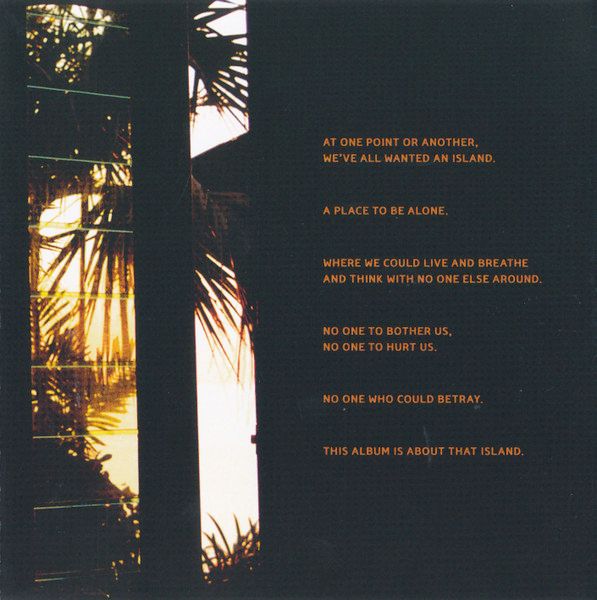 AT ONE POINT OR ANOTHER,
WE'VE ALL WANTED AN ISLAND.
A PLACE TO BE ALONE.
WHERE WE COULD LIVE AND BREATHE
AND THINK WITH NO ONE ELSE AROUND.
NO ONE TO BOTHER US,
NO ONE TO HURT US.
NO ONE WHO COULD BETRAY.
THIS ALBUM IS ABOUT THAT ISLAND.